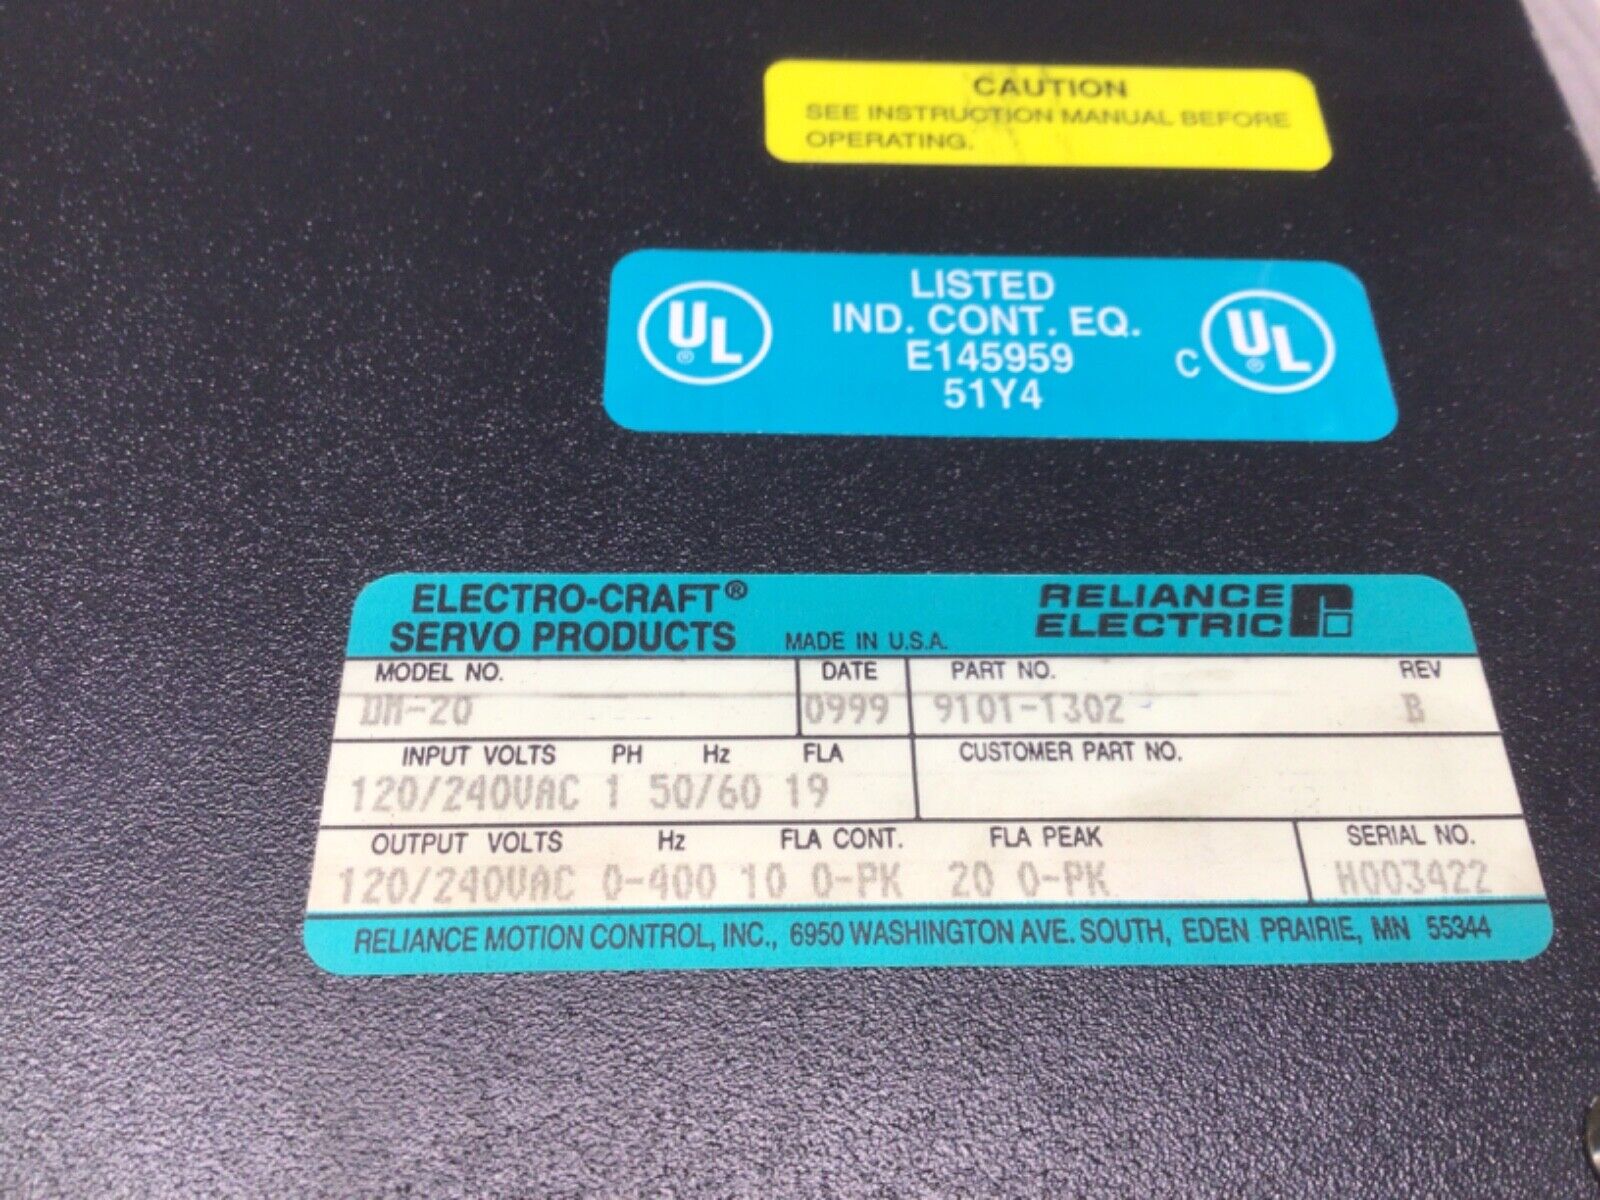 CAUTION
SEE INSTRUCTION MANUAL BEFORE
OPERATING.
UL ®
LISTED
IND. CONT. EQ.
E145959
51Y4
C UL ®
ELECTRO-CRAFT®
SERVO PRODUCTS
MADE IN U.S.A.
RELIANCE
ELECTRIC
MODEL NO. DATE PART NO. REV
DM-20 0999 9101-1302 B
INPUT VOLTS PH Hz FLA CUSTOMER PART NO.
120/240VAC 1 50/60 19
OUTPUT VOLTS Hz FLA CONT. FLA PEAK SERIAL NO.
120/240VAC 0-400 10 0-PK 20 0-PK H003422
RELIANCE MOTION CONTROL, INC., 6950 WASHINGTON AVE. SOUTH, EDEN PRAIRIE, MN 55344